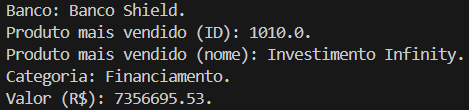 Banco: Banco Shield.
Produto mais vendido (ID): 1010.0.
Produto mais vendido (nome): Investimento Infinity.
Categoria: Financiamento.
Valor (R$): 7356695.53.